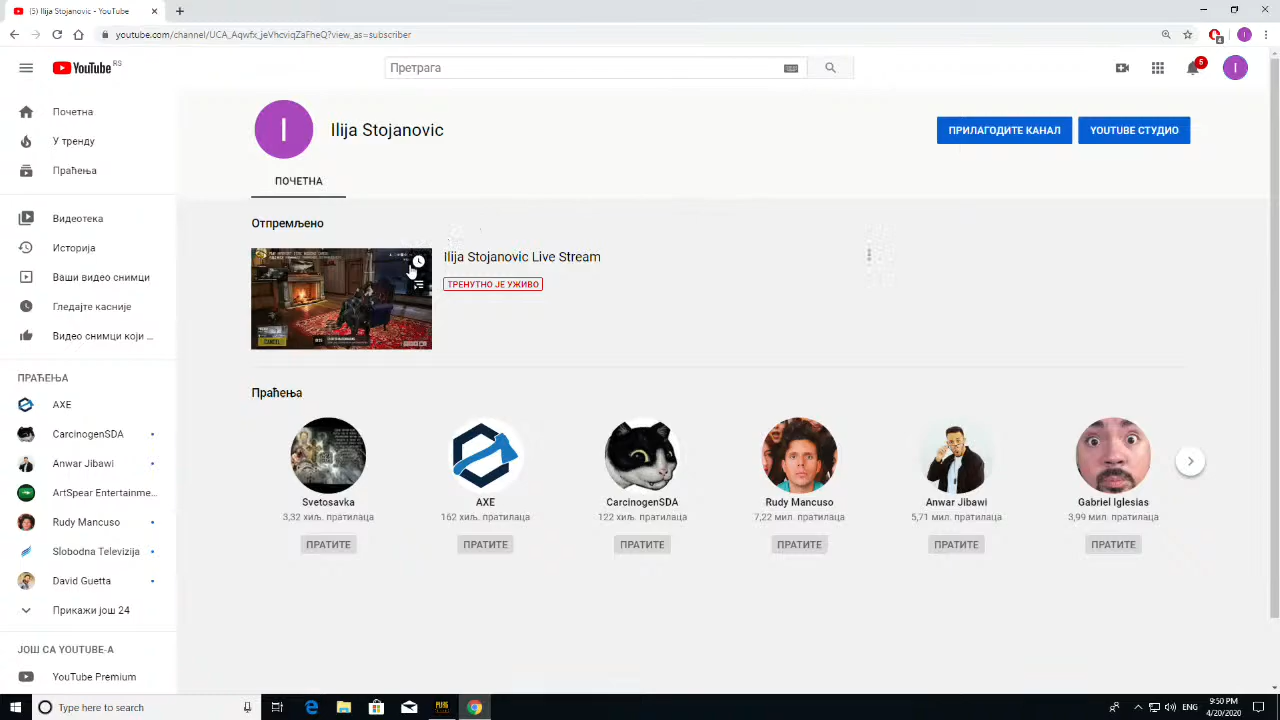 (5) Ilija Stojanovic - YouTube
youtube.com/channel/UCA_Aqwfx_jeVhcviqZaFheQ?view_as=subscriber
YouTube RS
Претрага
5
I
Почетна
У тренду
Праћења
Видеотека
Историја
Ваши видео снимци
Гледајте касније
Видео снимци који ...
ПРАЋЕЊА
AXE
CarcinogenSDA
Anwar Jibawi
ArtSpear Entertainme...
Rudy Mancuso
Slobodna Televizija
David Guetta
Прикажи још 24
ЈОШ СА YOUTUBE-А
YouTube Premium
I
Ilija Stojanovic
ПРИЛАГОДИТЕ КАНАЛ
YOUTUBE СТУДИО
ПОЧЕТНА
Отпремљено
CANCEL
Ilija Stojanovic Live Stream
ТРЕНУТНО ЈЕ УЖИВО
Праћења
Svetosavka
3,32 хиљ. пратилаца
ПРАТИТЕ
AXE
162 хиљ. пратилаца
ПРАТИТЕ
CarcinogenSDA
122 хиљ. пратилаца
ПРАТИТЕ
Rudy Mancuso
7,22 мил. пратилаца
ПРАТИТЕ
Anwar Jibawi
5,71 мил. пратилаца
ПРАТИТЕ
Gabriel Iglesias
3,99 мил. пратилаца
ПРАТИТЕ
Type here to search
PUBG
ENG
9:50 PM
4/20/2020